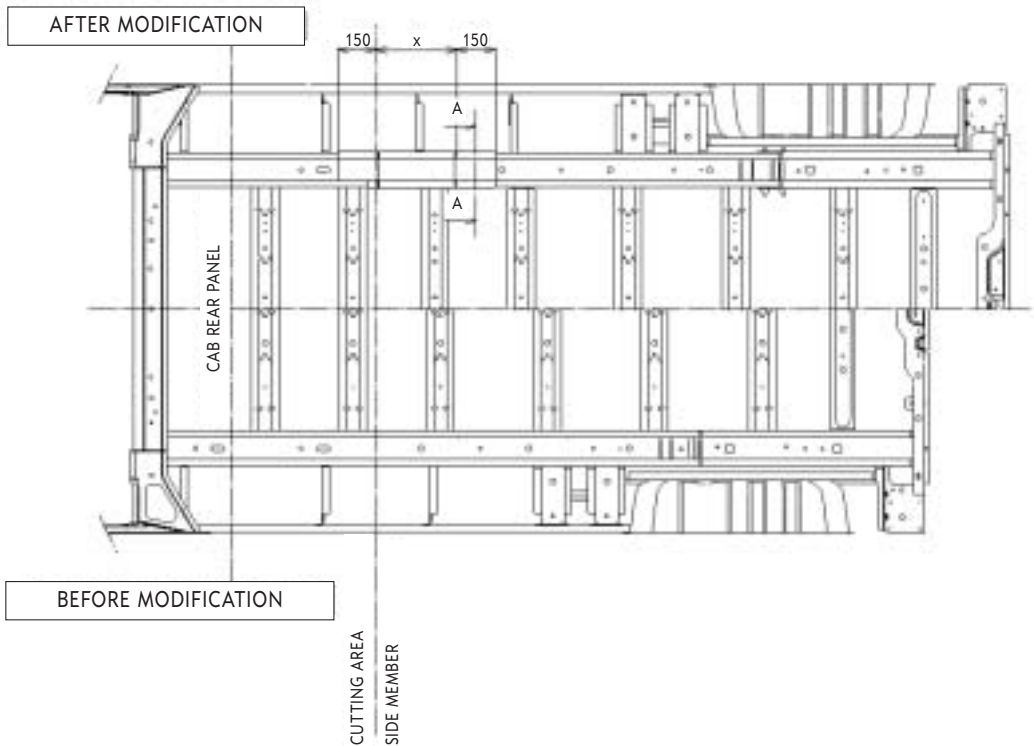 AFTER MODIFICATION
150 x 150
A
A
CAB REAR PANEL
BEFORE MODIFICATION
CUTTING AREA
SIDE MEMBER